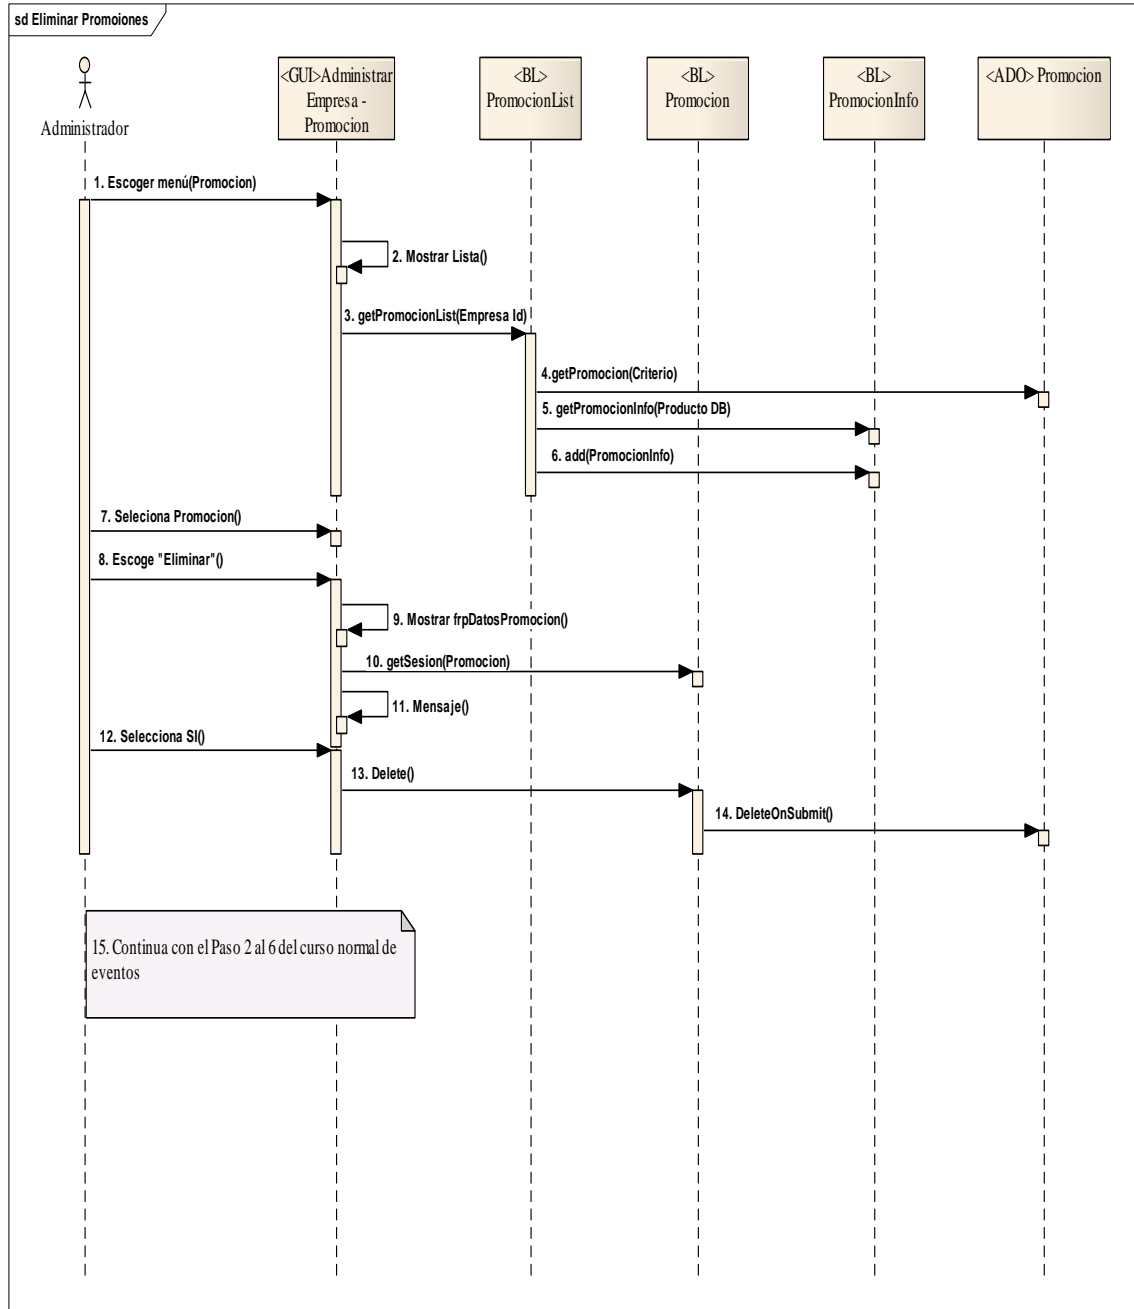 sd Eliminar Promoiones
Administrador
<GUI>Administrar
Empresa -
Promocion
<BL>
PromocionList
<BL>
Promocion
<BL>
PromocionInfo
<ADO> Promocion
1. Escoger menú(Promocion)
2. Mostrar Lista()
3. getPromocionList(Empresa Id)
4.getPromocion(Criterio)
5. getPromocionInfo(Producto DB)
6. add(PromocionInfo)
7. Seleciona Promocion()
8. Escoge "Eliminar"()
9. Mostrar frpDatosPromocion()
10. getSesion(Promocion)
11. Mensaje()
12. Selecciona SI()
13. Delete()
14. DeleteOnSubmit()
15. Continua con el Paso 2 al 6 del curso normal de
eventos